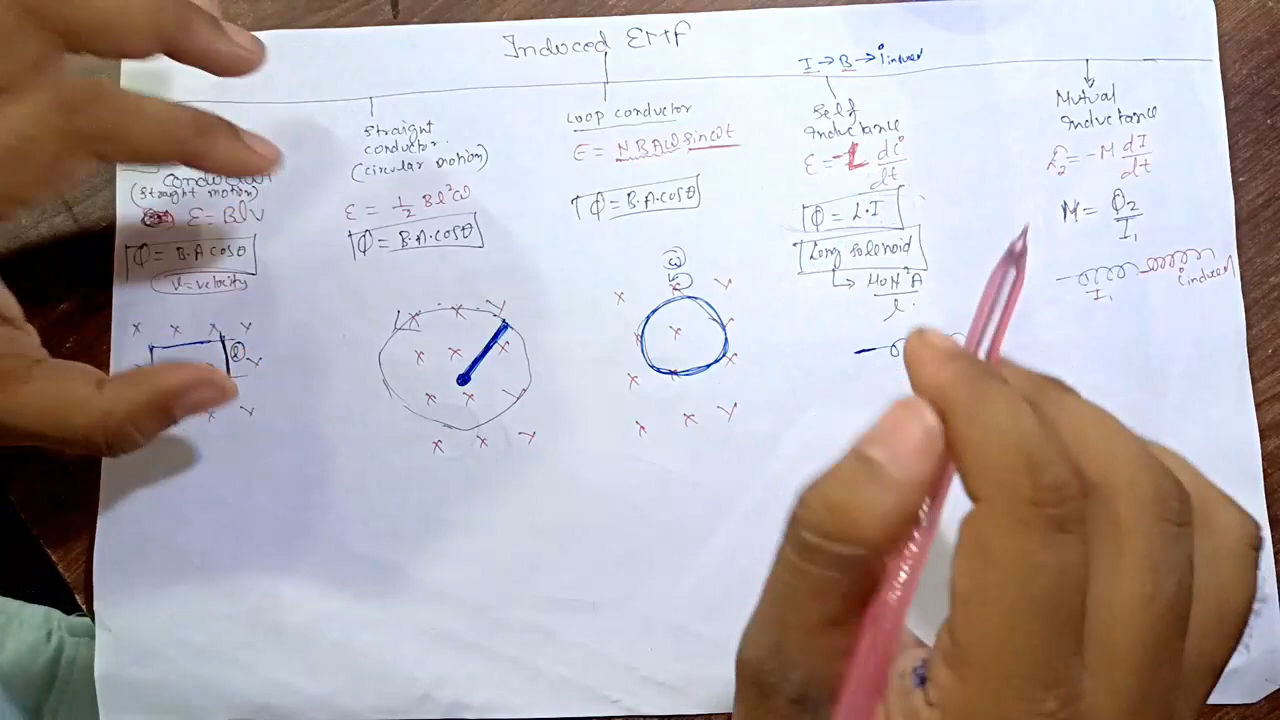 Induced EMF
I → B → i induced
conductor
(straight motion)
ε = Blv
Φ = B.A cosθ
v = velocity
l
straight
conductor.
(circular motion)
ε = 1/2 Bl²ω
Φ = B.A.cosθ
Loop conductor
ε = NBAω sinωt
Φ = B.A.cosθ
ω
Self
inductance
ε = -L di/dt
Φ = L.I
Long solenoid
↳ μ₀N²A/l.
Mutual
inductance
= -M dI/dt
M = Φ₂/I₁
I₁
i induced